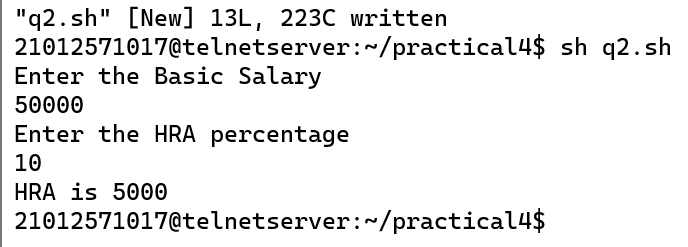 "q2.sh" [New] 13L, 223C written
21012571017@telnetserver:~/practical4$ sh q2.sh
Enter the Basic Salary
50000
Enter the HRA percentage
10
HRA is 5000
21012571017@telnetserver:~/practical4$